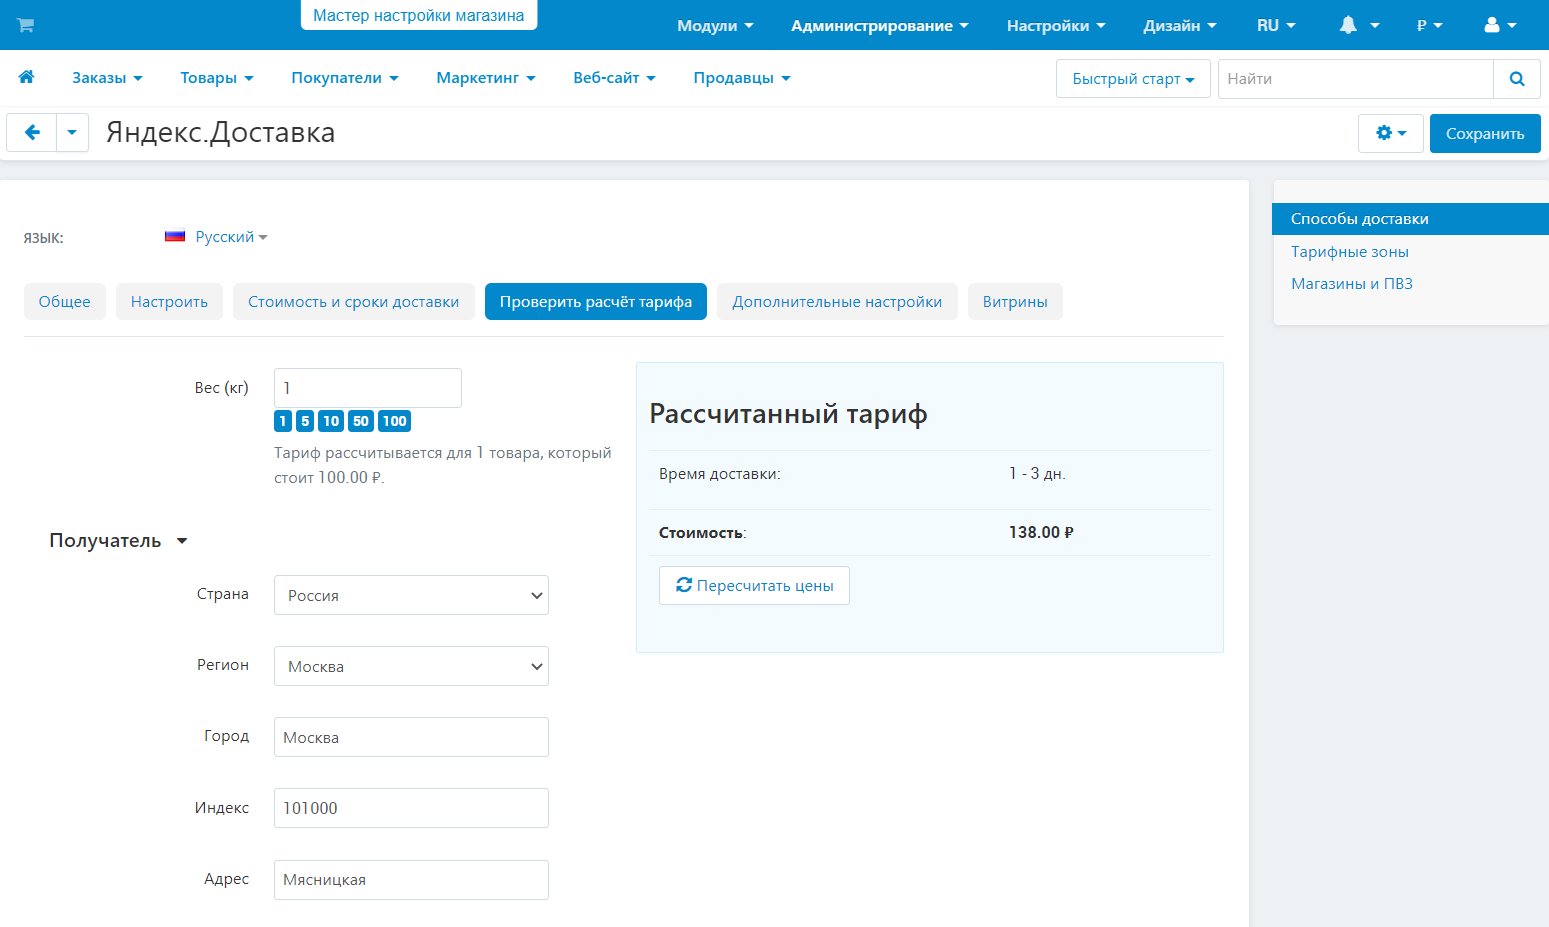 Мастер настройки магазина
Модули Администрирование Настройки Дизайн RU ₽
Заказы Товары Покупатели Маркетинг Веб-сайт Продавцы Быстрый старт Найти
Яндекс.Доставка Сохранить
ЯЗЫК: Русский
Общее Настроить Стоимость и сроки доставки Проверить расчёт тарифа Дополнительные настройки Витрины
Вес (кг) 1
1 5 10 50 100
Тариф рассчитывается для 1 товара, который
стоит 100.00 ₽.
Получатель
Страна Россия
Регион Москва
Город Москва
Индекс 101000
Адрес Мясницкая
Рассчитанный тариф
Время доставки: 1 - 3 дн.
Стоимость: 138.00 ₽
Пересчитать цены
Способы доставки
Тарифные зоны
Магазины и ПВЗ